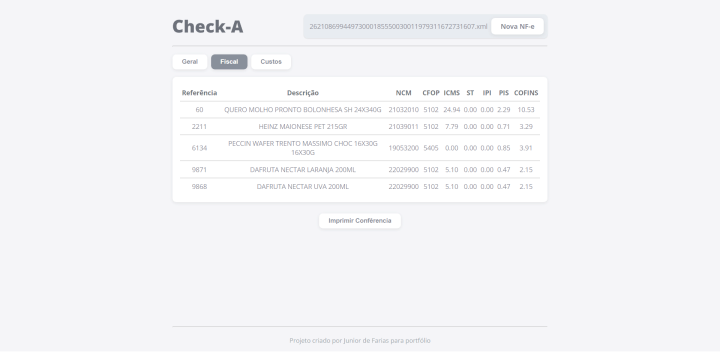 Check-A
26210869944973000185550030011979311672731607.xml Nova NF-e
Geral Fiscal Custos
Referência Descrição NCM CFOP ICMS ST IPI PIS COFINS
60 QUERO MOLHO PRONTO BOLONHESA SH 24X340G 21032010 5102 24.94 0.00 0.00 2.29 10.53
2211 HEINZ MAIONESE PET 215GR 21039011 5102 7.79 0.00 0.00 0.71 3.29
6134 PECCIN WAFER TRENTO MASSIMO CHOC 16X30G
16X30G 19053200 5405 0.00 0.00 0.00 0.85 3.91
9871 DAFRUTA NECTAR LARANJA 200ML 22029900 5102 5.10 0.00 0.00 0.47 2.15
9868 DAFRUTA NECTAR UVA 200ML 22029900 5102 5.10 0.00 0.00 0.47 2.15
Imprimir Conférencia
Projeto criado por Junior de Farias para portfólio